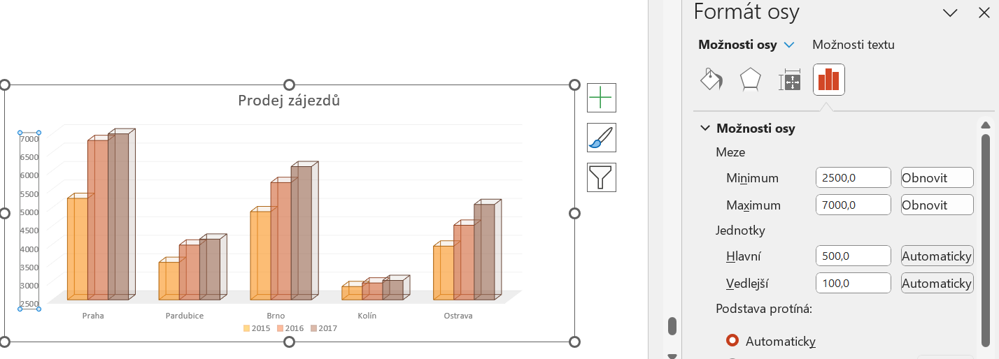 Prodej zájezdů
7000
6500
6000
5500
5000
4500
4000
3500
3000
2500
Praha
Pardubice
Brno
Kolín
Ostrava
2015 2016 2017
Formát osy
Možnosti osy Možnosti textu
Možnosti osy
Meze
Minimum 2500,0 Obnovit
Maximum 7000,0 Obnovit
Jednotky
Hlavní 500,0 Automaticky
Vedlejší 100,0 Automaticky
Podstava protíná:
Automaticky